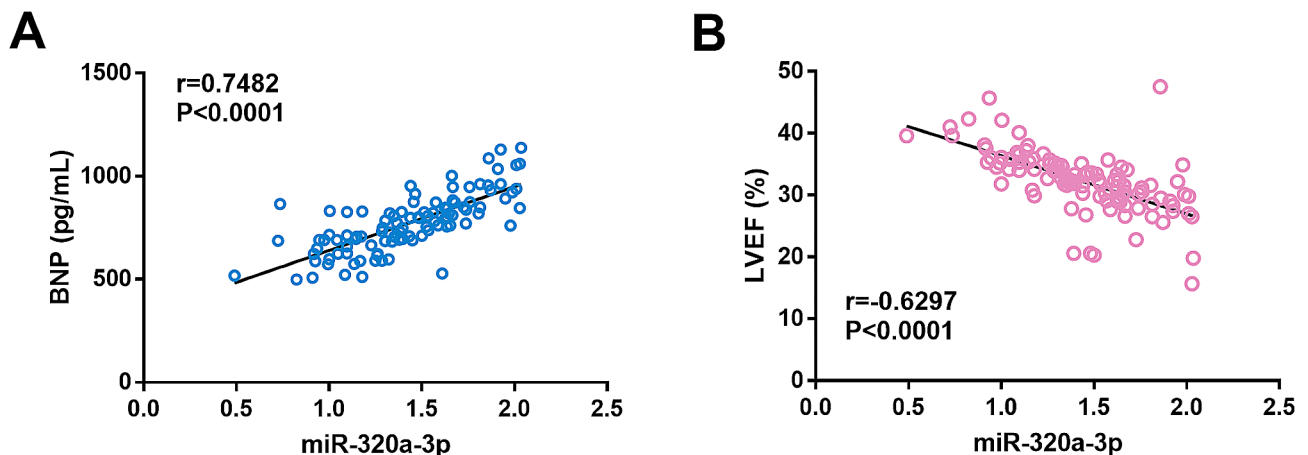 A
r=0.7482
P<0.0001
BNP (pg/mL)
1500
1000
500
0
0.0 0.5 1.0 1.5 2.0 2.5
miR-320a-3p
B
r=-0.6297
P<0.0001
LVEF (%)
50
40
30
20
10
0
0.0 0.5 1.0 1.5 2.0 2.5
miR-320a-3p